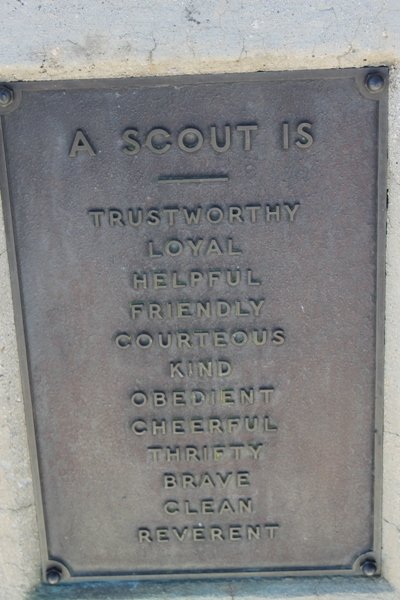 A SCOUT IS
TRUSTWORTHY
LOYAL
HELPFUL
FRIENDLY
COURTEOUS
KIND
OBEDIENT
CHEERFUL
THRIFTY
BRAVE
CLEAN
REVERENT